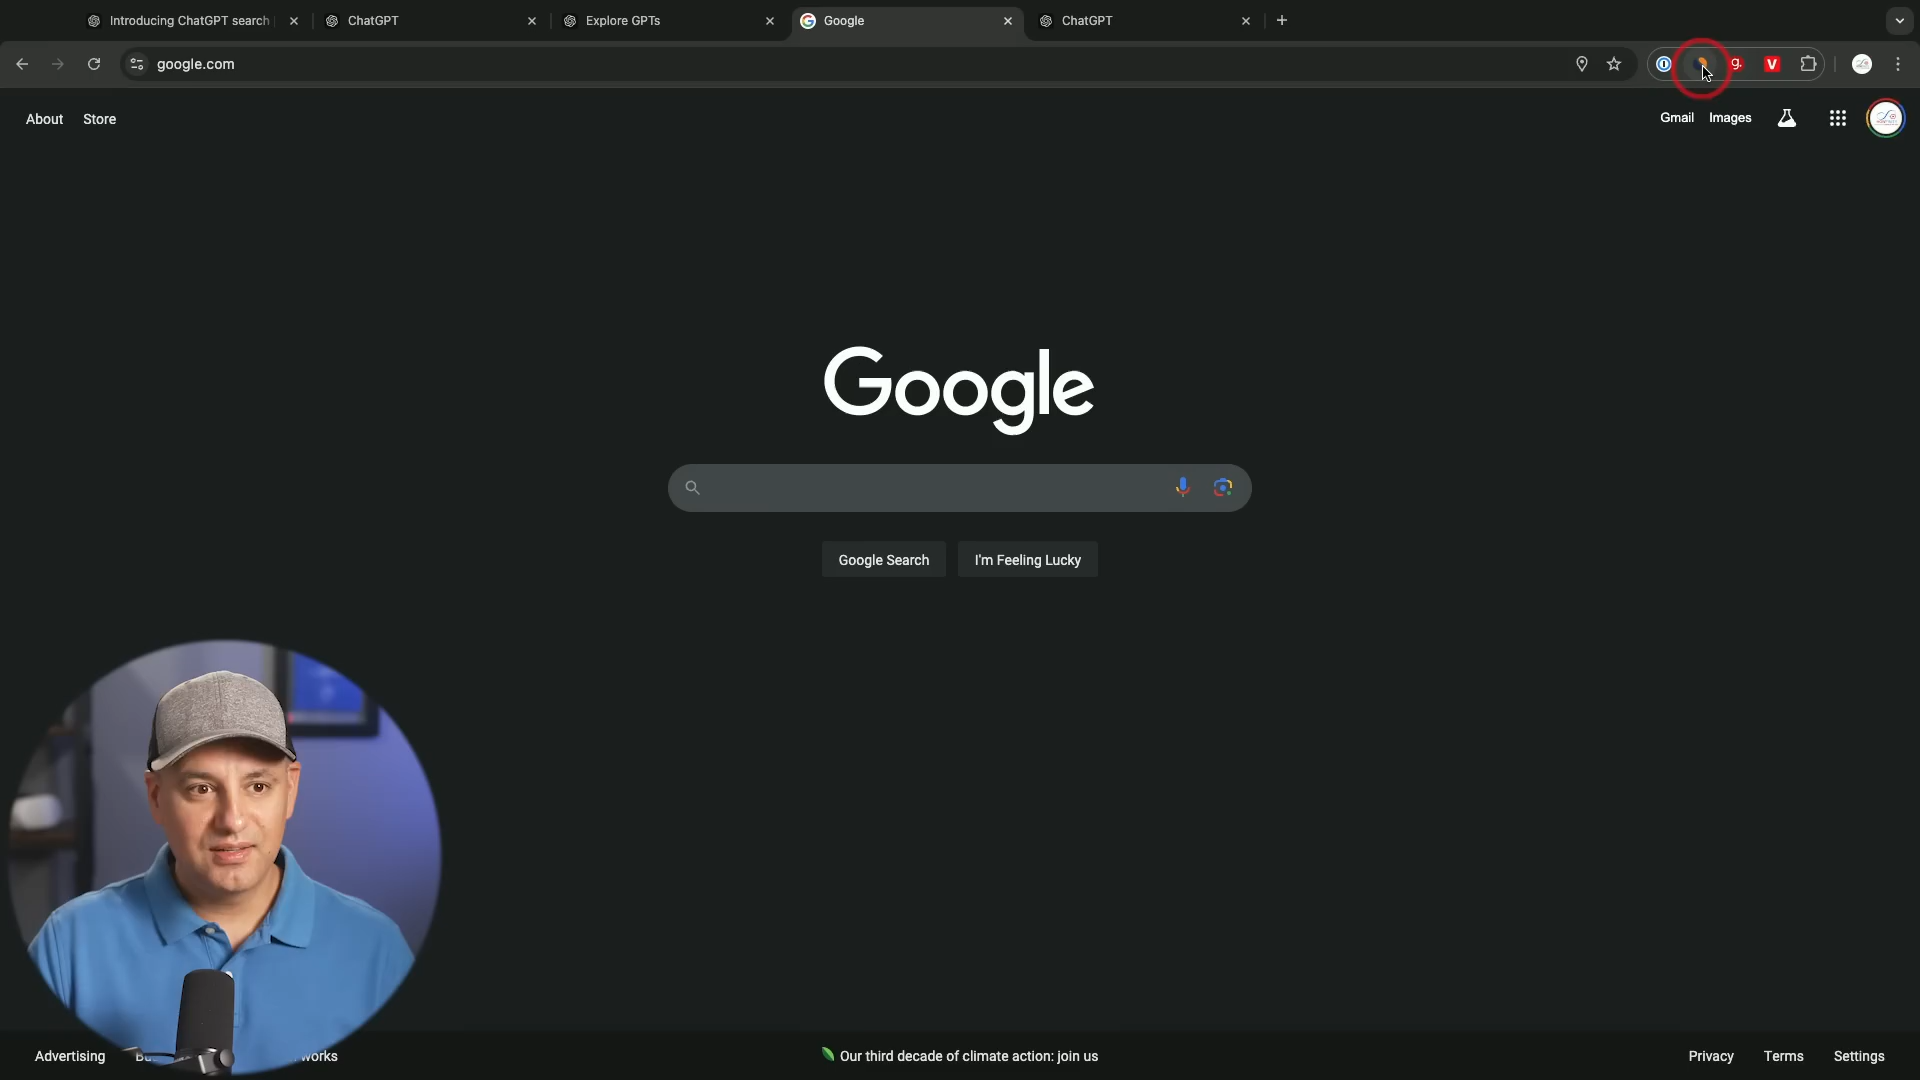 Introducing ChatGPT search
ChatGPT
Explore GPTs
Google
ChatGPT
google.com
g.
V
About
Store
Gmail
Images
Google
Google Search
I'm Feeling Lucky
Advertising
works
Our third decade of climate action: join us
Privacy
Terms
Settings